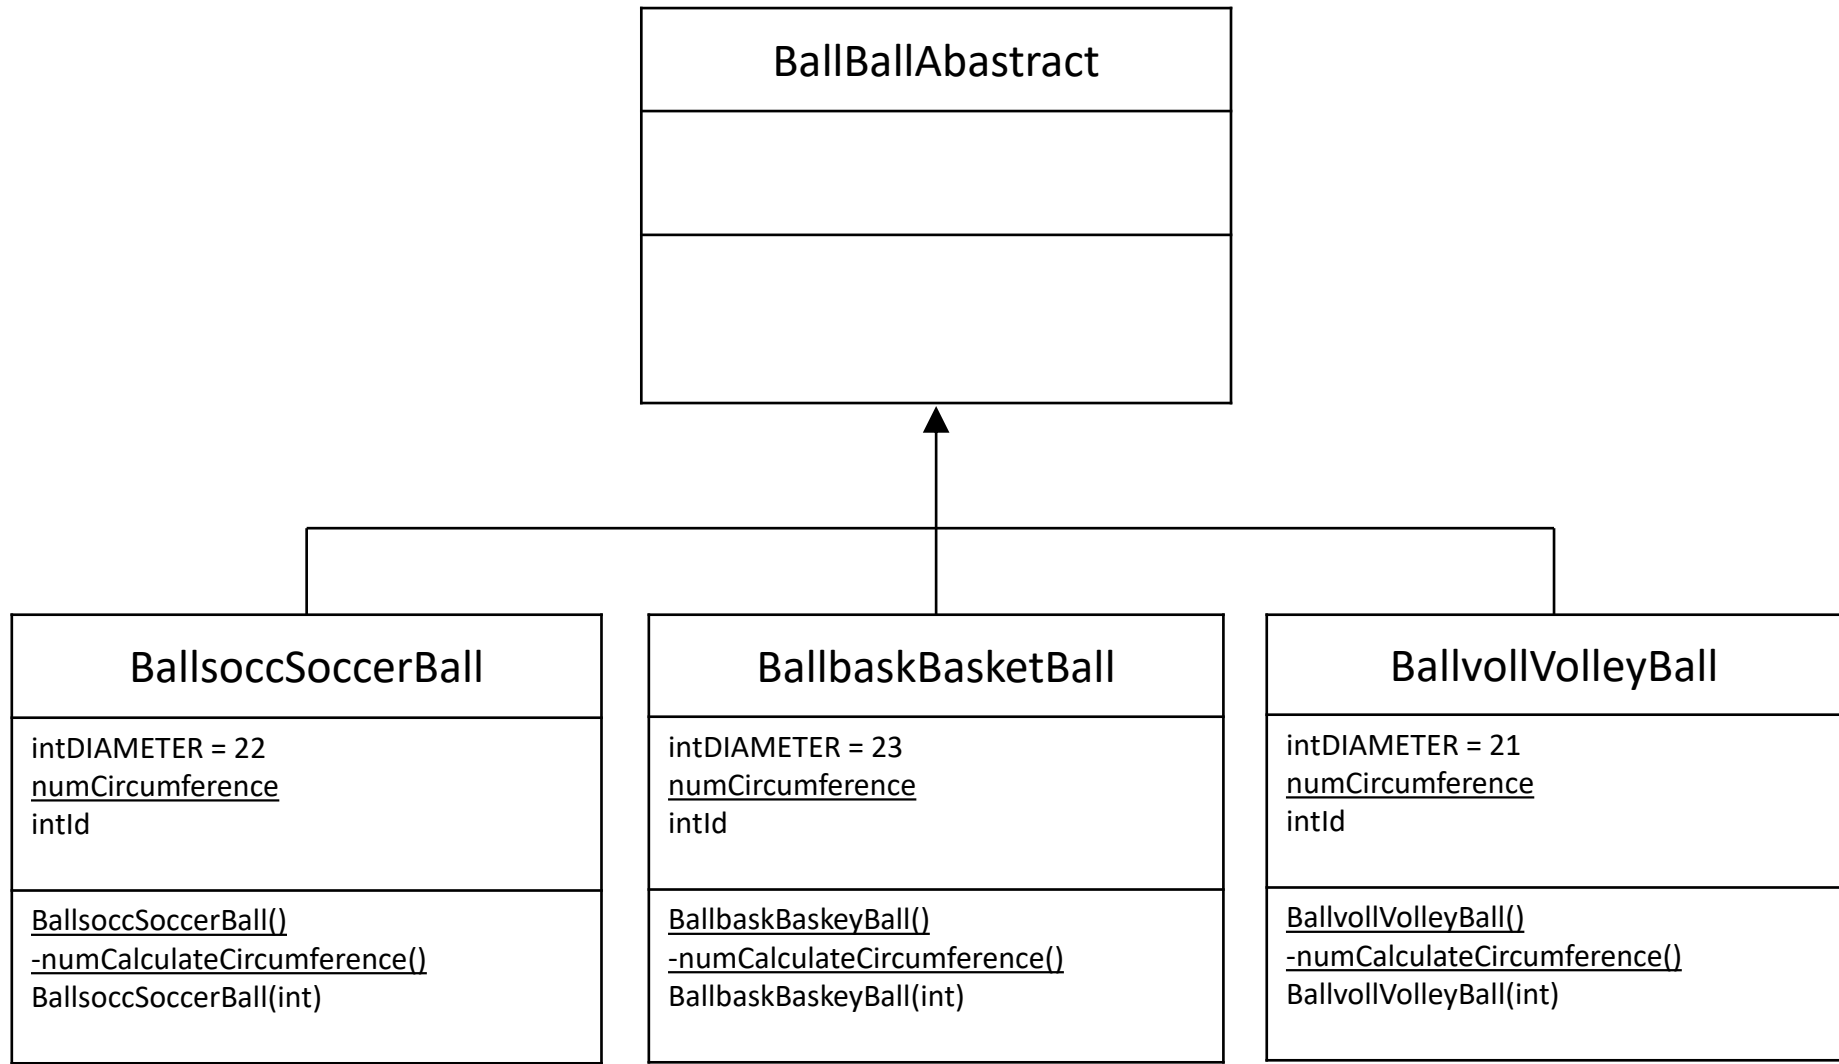 BallBallAbastract
BallsoccSoccerBall
intDIAMETER = 22
numCircumference
intId
BallsoccSoccerBall()
-numCalculateCircumference()
BallsoccSoccerBall(int)
BallbaskBasketBall
intDIAMETER = 23
numCircumference
intId
BallbaskBaskeyBall()
-numCalculateCircumference()
BallbaskBaskeyBall(int)
BallvollVolleyBall
intDIAMETER = 21
numCircumference
intId
BallvollVolleyBall()
-numCalculateCircumference()
BallvollVolleyBall(int)